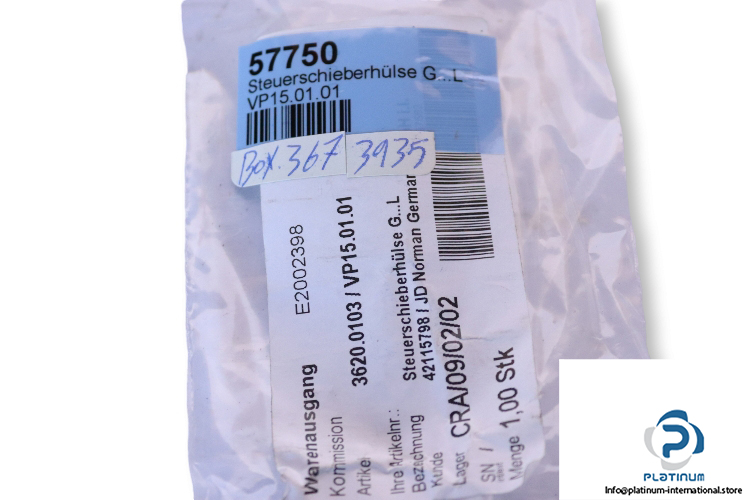 57750
Steuerschieberhülse G...L
VP15.01.01
Box.367 3935
Warenausgang
Kommission E2002398
Artikel 3620.0103 / VP15.01.01
Ihre Artikelnr.:
Bezeichnung Steuerschieberhülse G...L
Kunde 42115798 / JD Norman German
Lager CRA/09/02/02
SN /
Menge 1,00 Stk
PLATINUM
Info@platinum-international.store